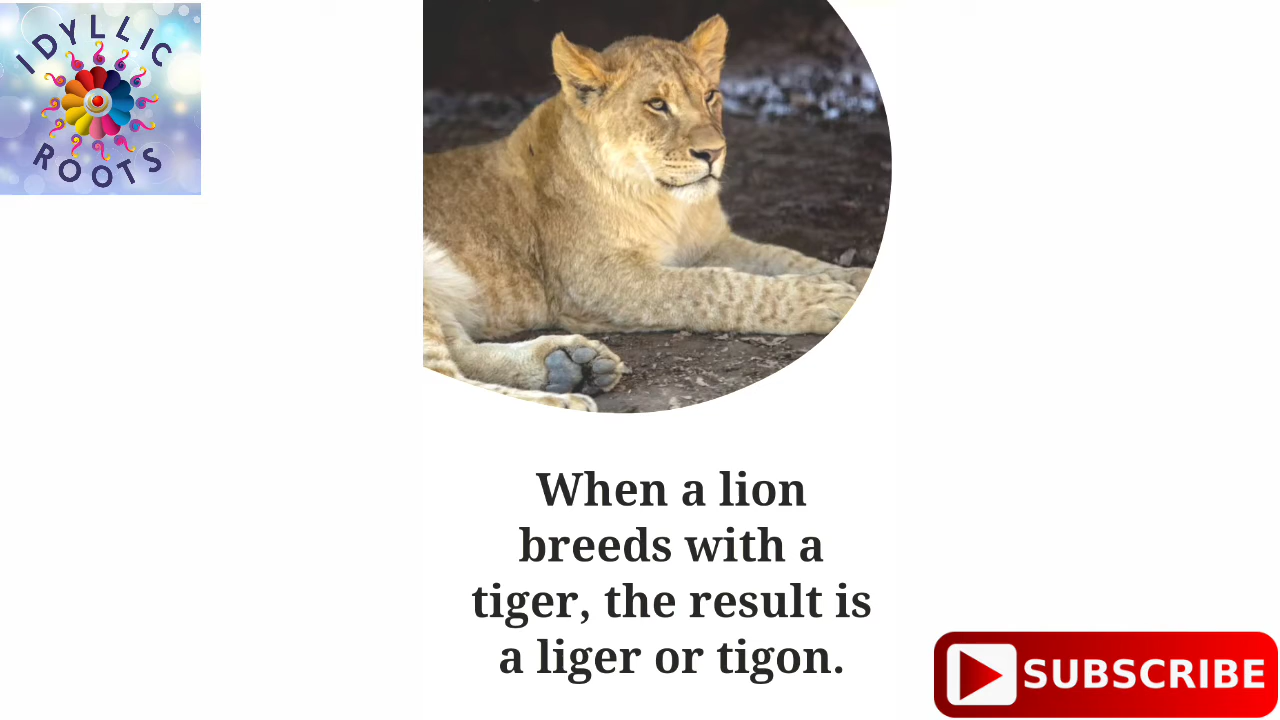 IDYLLIC
ROOTS
When a lion
breeds with a
tiger, the result is
a liger or tigon.
SUBSCRIBE